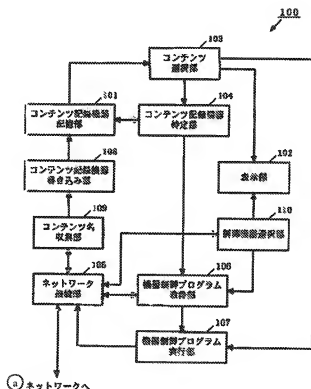 100
103
コンテンツ
選択部
101
コンテンツ記録機器
記憶部
104
コンテンツ記録機器
特定部
108
コンテンツ記録機器
書き込み部
102
表示部
109
コンテンツ名
収集部
110
制御機器選択部
105
ネットワーク
接続部
106
機器制御プログラム
改修部
107
機器制御プログラム
実行部
a ネットワークへ